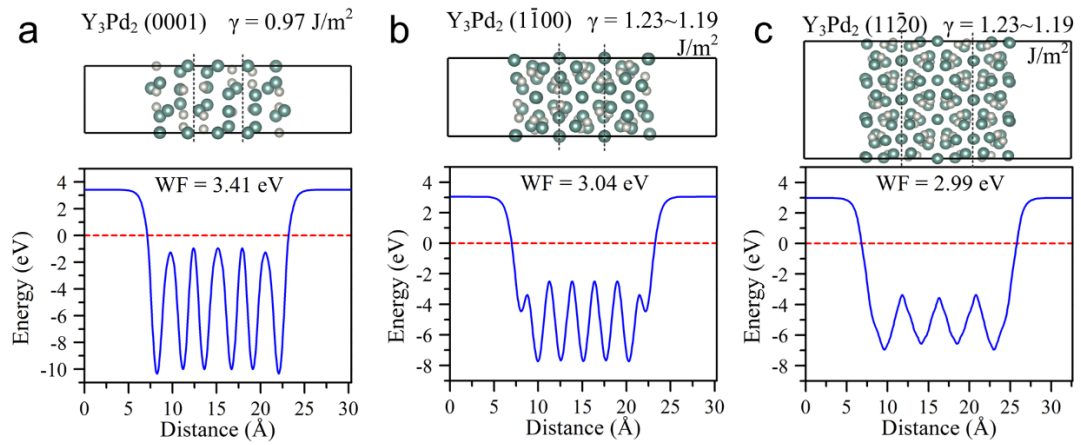 a
Y₃Pd₂ (0001) γ = 0.97 J/m²
WF = 3.41 eV
Energy (eV)
4
2
0
-2
-4
-6
-8
-10
0 5 10 15 20 25 30
Distance (Å)
b
Y₃Pd₂ (11̄00) γ = 1.23~1.19
J/m²
WF = 3.04 eV
Energy (eV)
4
2
0
-2
-4
-6
-8
0 5 10 15 20 25 30
Distance (Å)
c
Y₃Pd₂ (112̄0) γ = 1.23~1.19
J/m²
WF = 2.99 eV
Energy (eV)
4
2
0
-2
-4
-6
-8
0 5 10 15 20 25 30
Distance (Å)